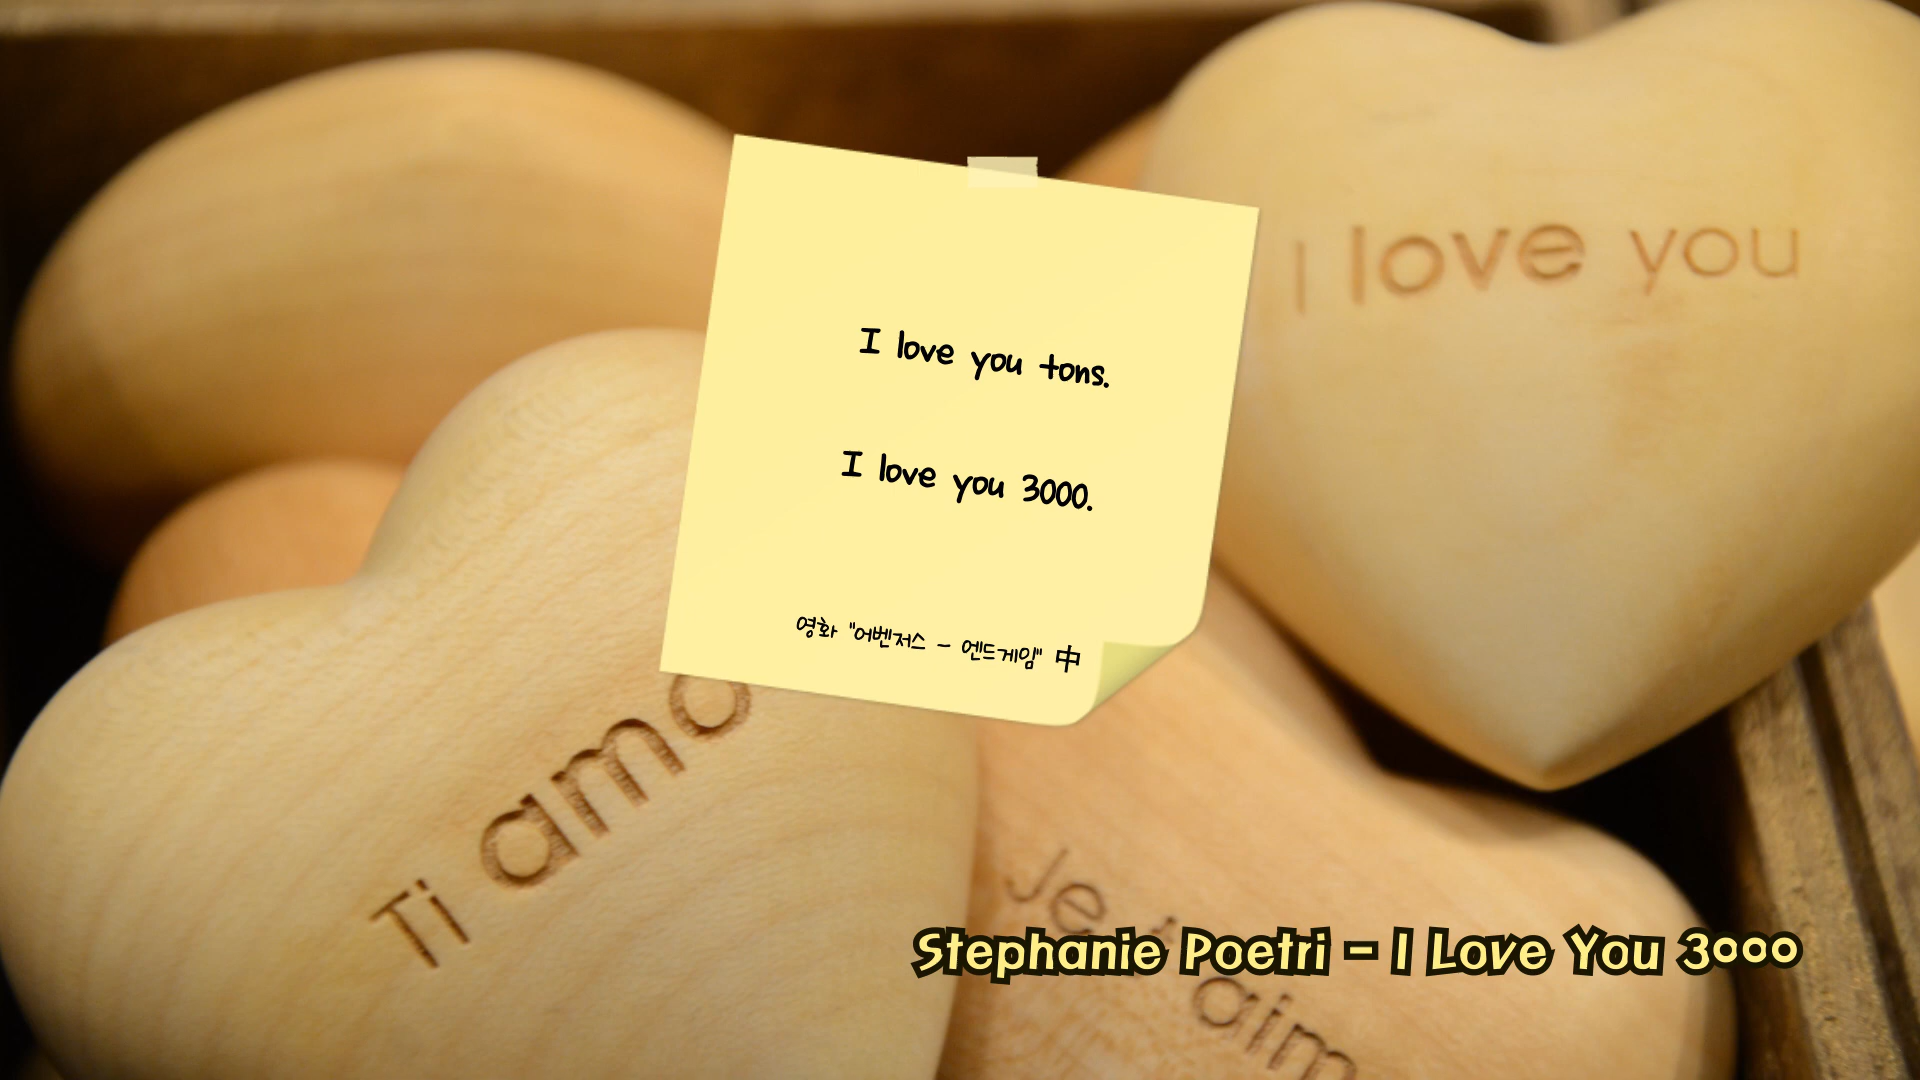 I love you
I love you tons.
I love you 3000.
영화 "어벤저스 - 엔드게임" 中
Ti amo
Je t'aim
Stephanie Poetri - I Love You 3000